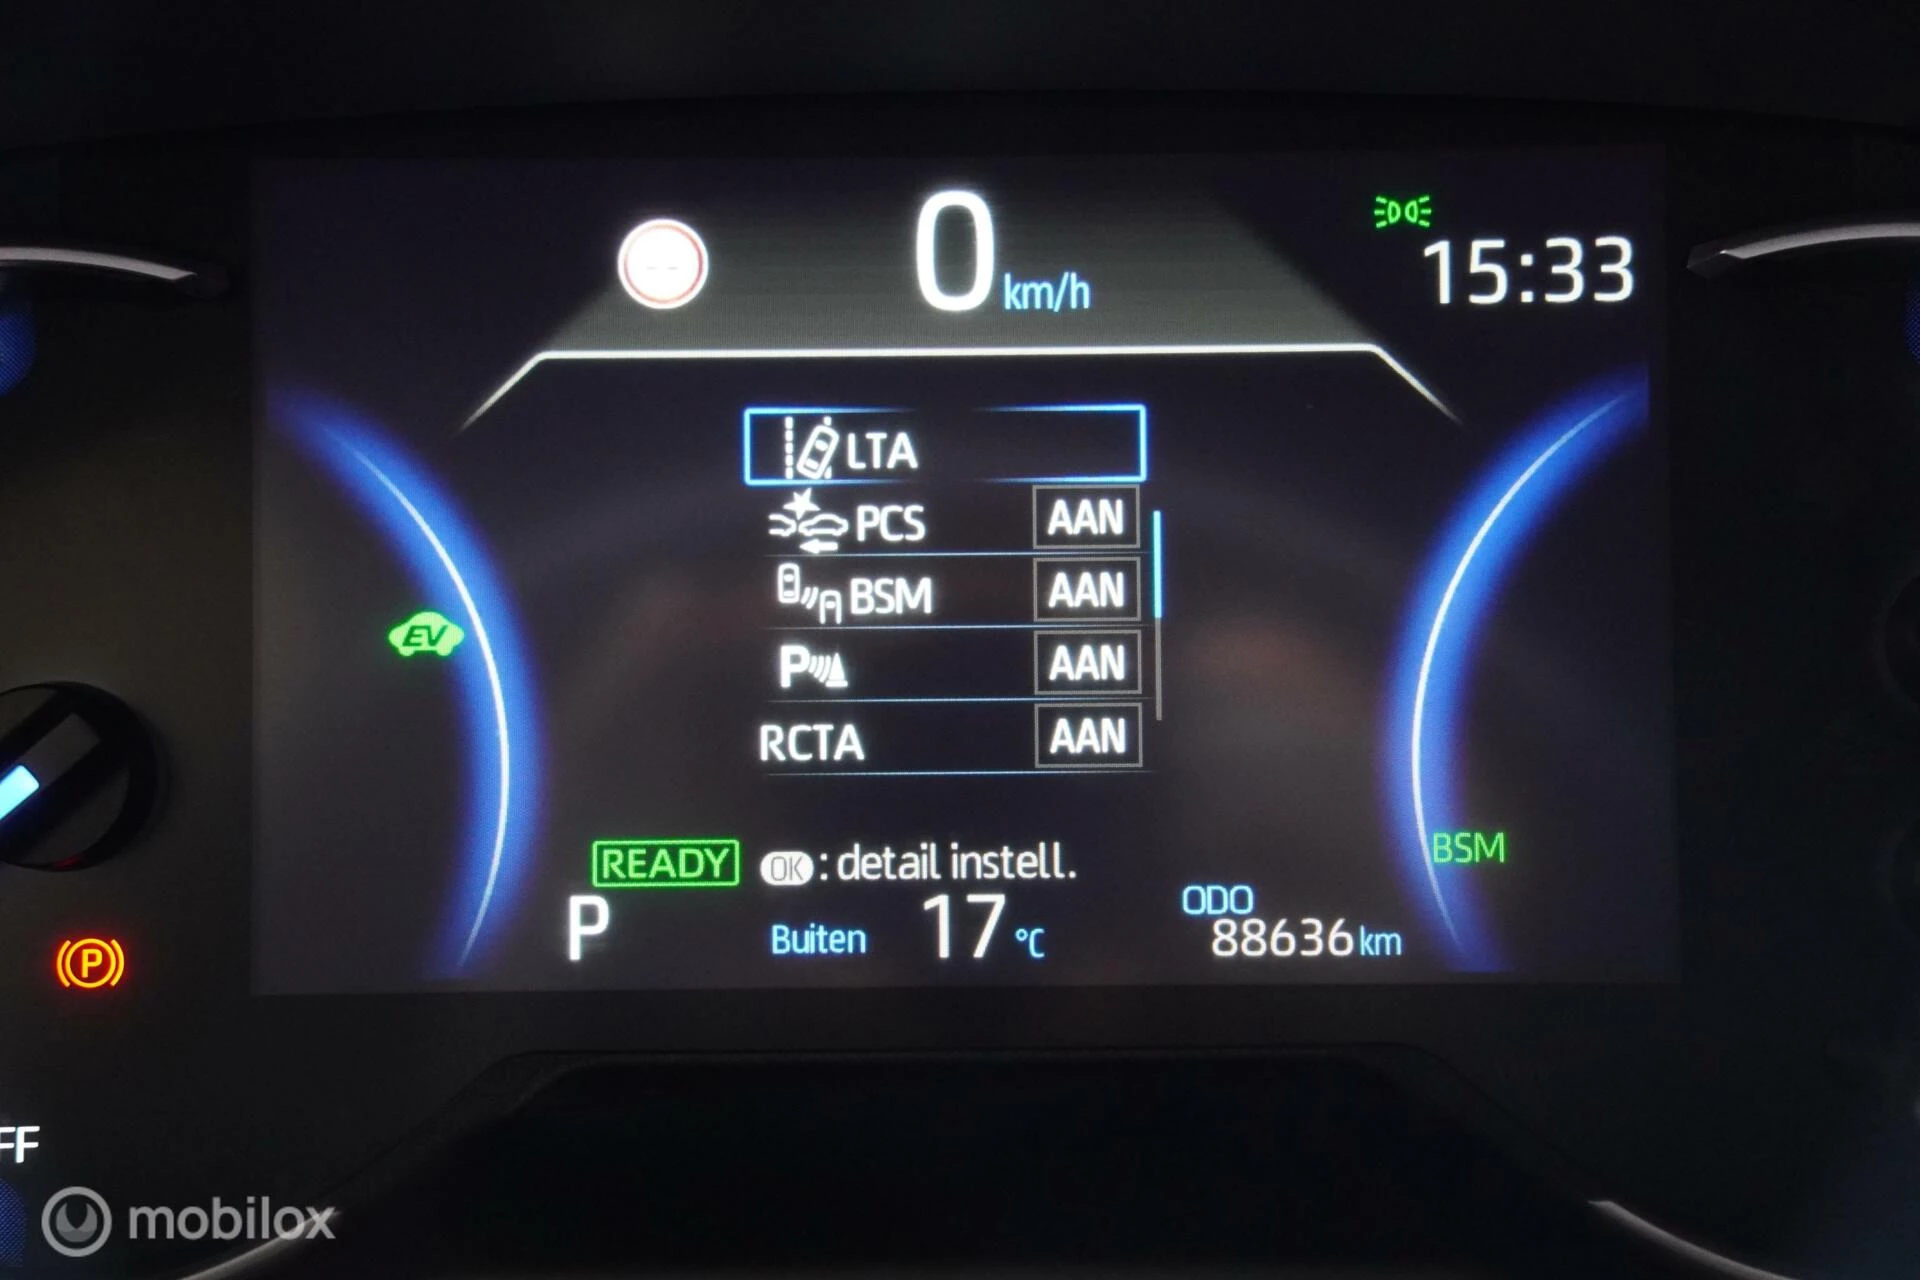 0 km/h
15:33
LTA
PCS AAN
BSM AAN
P AAN
RCTA AAN
EV
READY OK : detail instell.
BSM
P Buiten 17 °C
ODO
88636 km
P
FF
mobilox